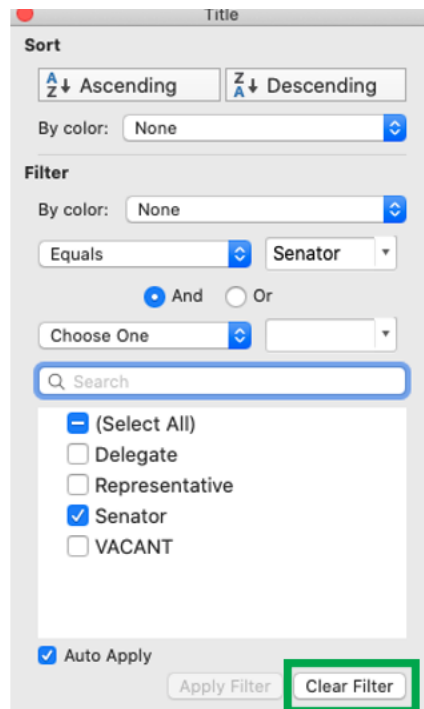 Title
Sort
A Z ↓ Ascending Z A ↓ Descending
By color: None
Filter
By color: None
Equals Senator
And Or
Choose One
Search
(Select All)
Delegate
Representative
Senator
VACANT
Auto Apply
Apply Filter Clear Filter